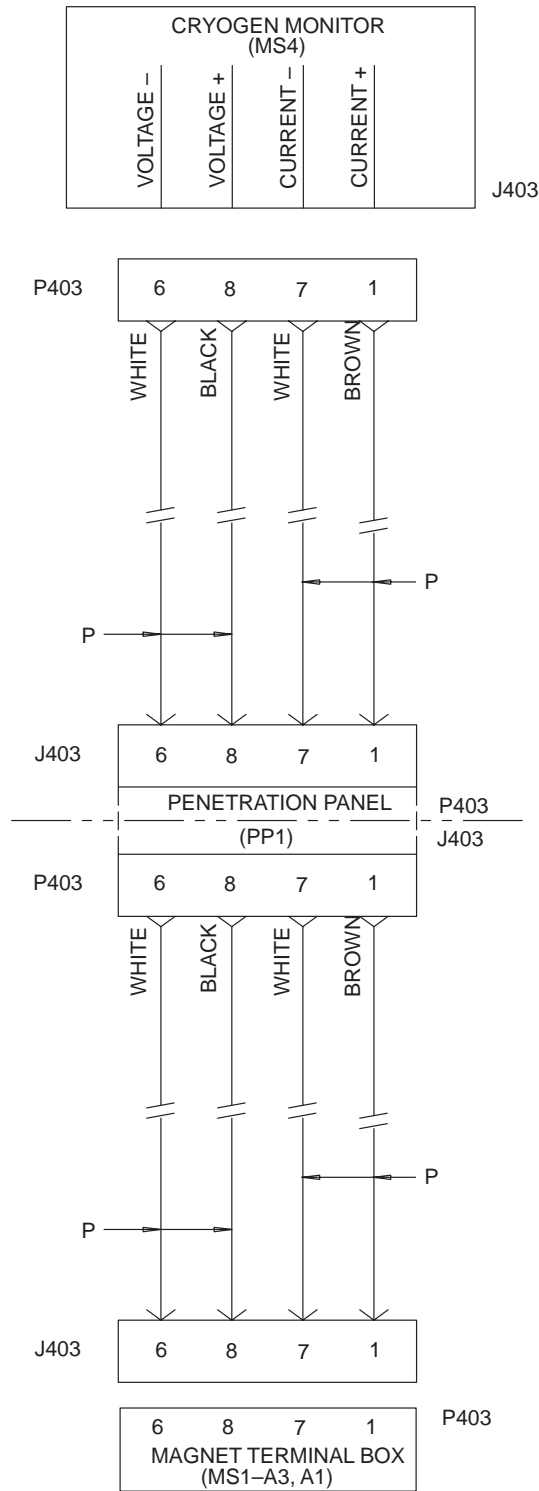 CRYOGEN MONITOR
(MS4)
VOLTAGE –
VOLTAGE +
CURRENT –
CURRENT +
J403
P403
6 8 7 1
WHITE
BLACK
WHITE
BROWN
P
P
J403
6 8 7 1
PENETRATION PANEL
P403
(PP1)
J403
P403
6 8 7 1
WHITE
BLACK
WHITE
BROWN
P
P
J403
6 8 7 1
6 8 7 1
P403
MAGNET TERMINAL BOX
(MS1–A3, A1)